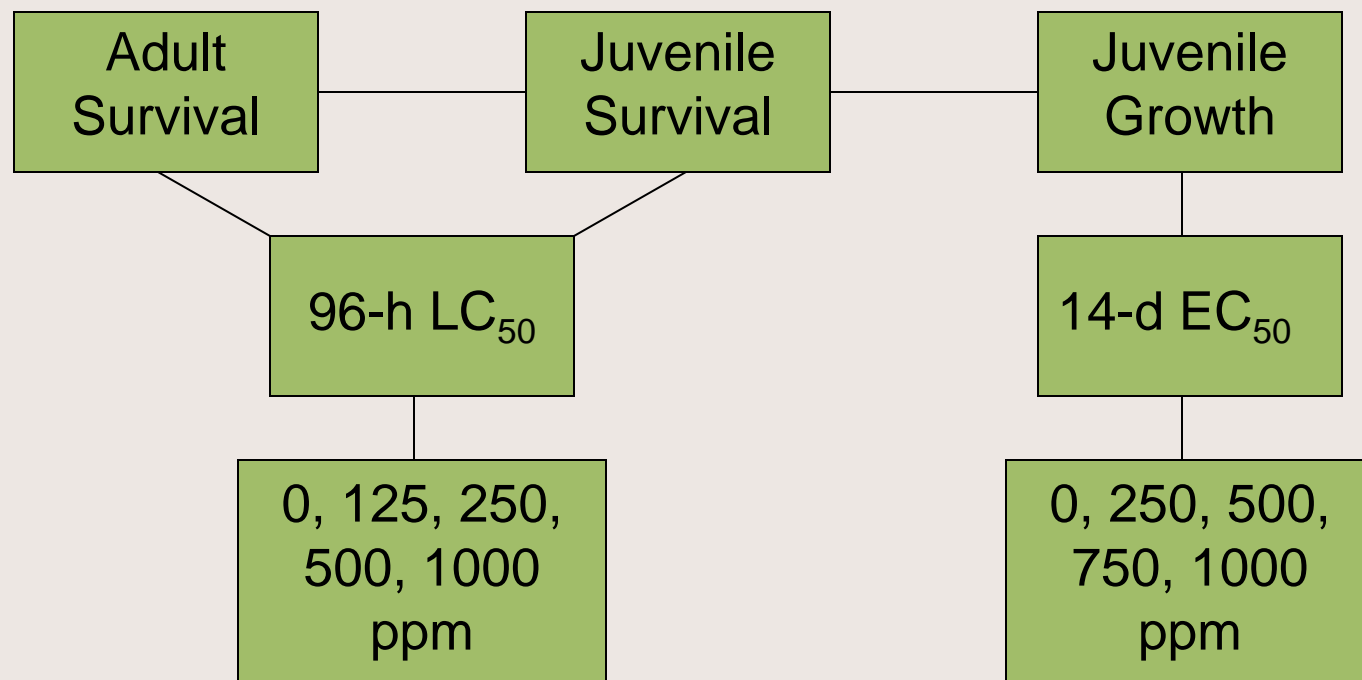 Adult
Survival
Juvenile
Survival
Juvenile
Growth
96-h LC₅₀
14-d EC₅₀
0, 125, 250,
500, 1000
ppm
0, 250, 500,
750, 1000
ppm